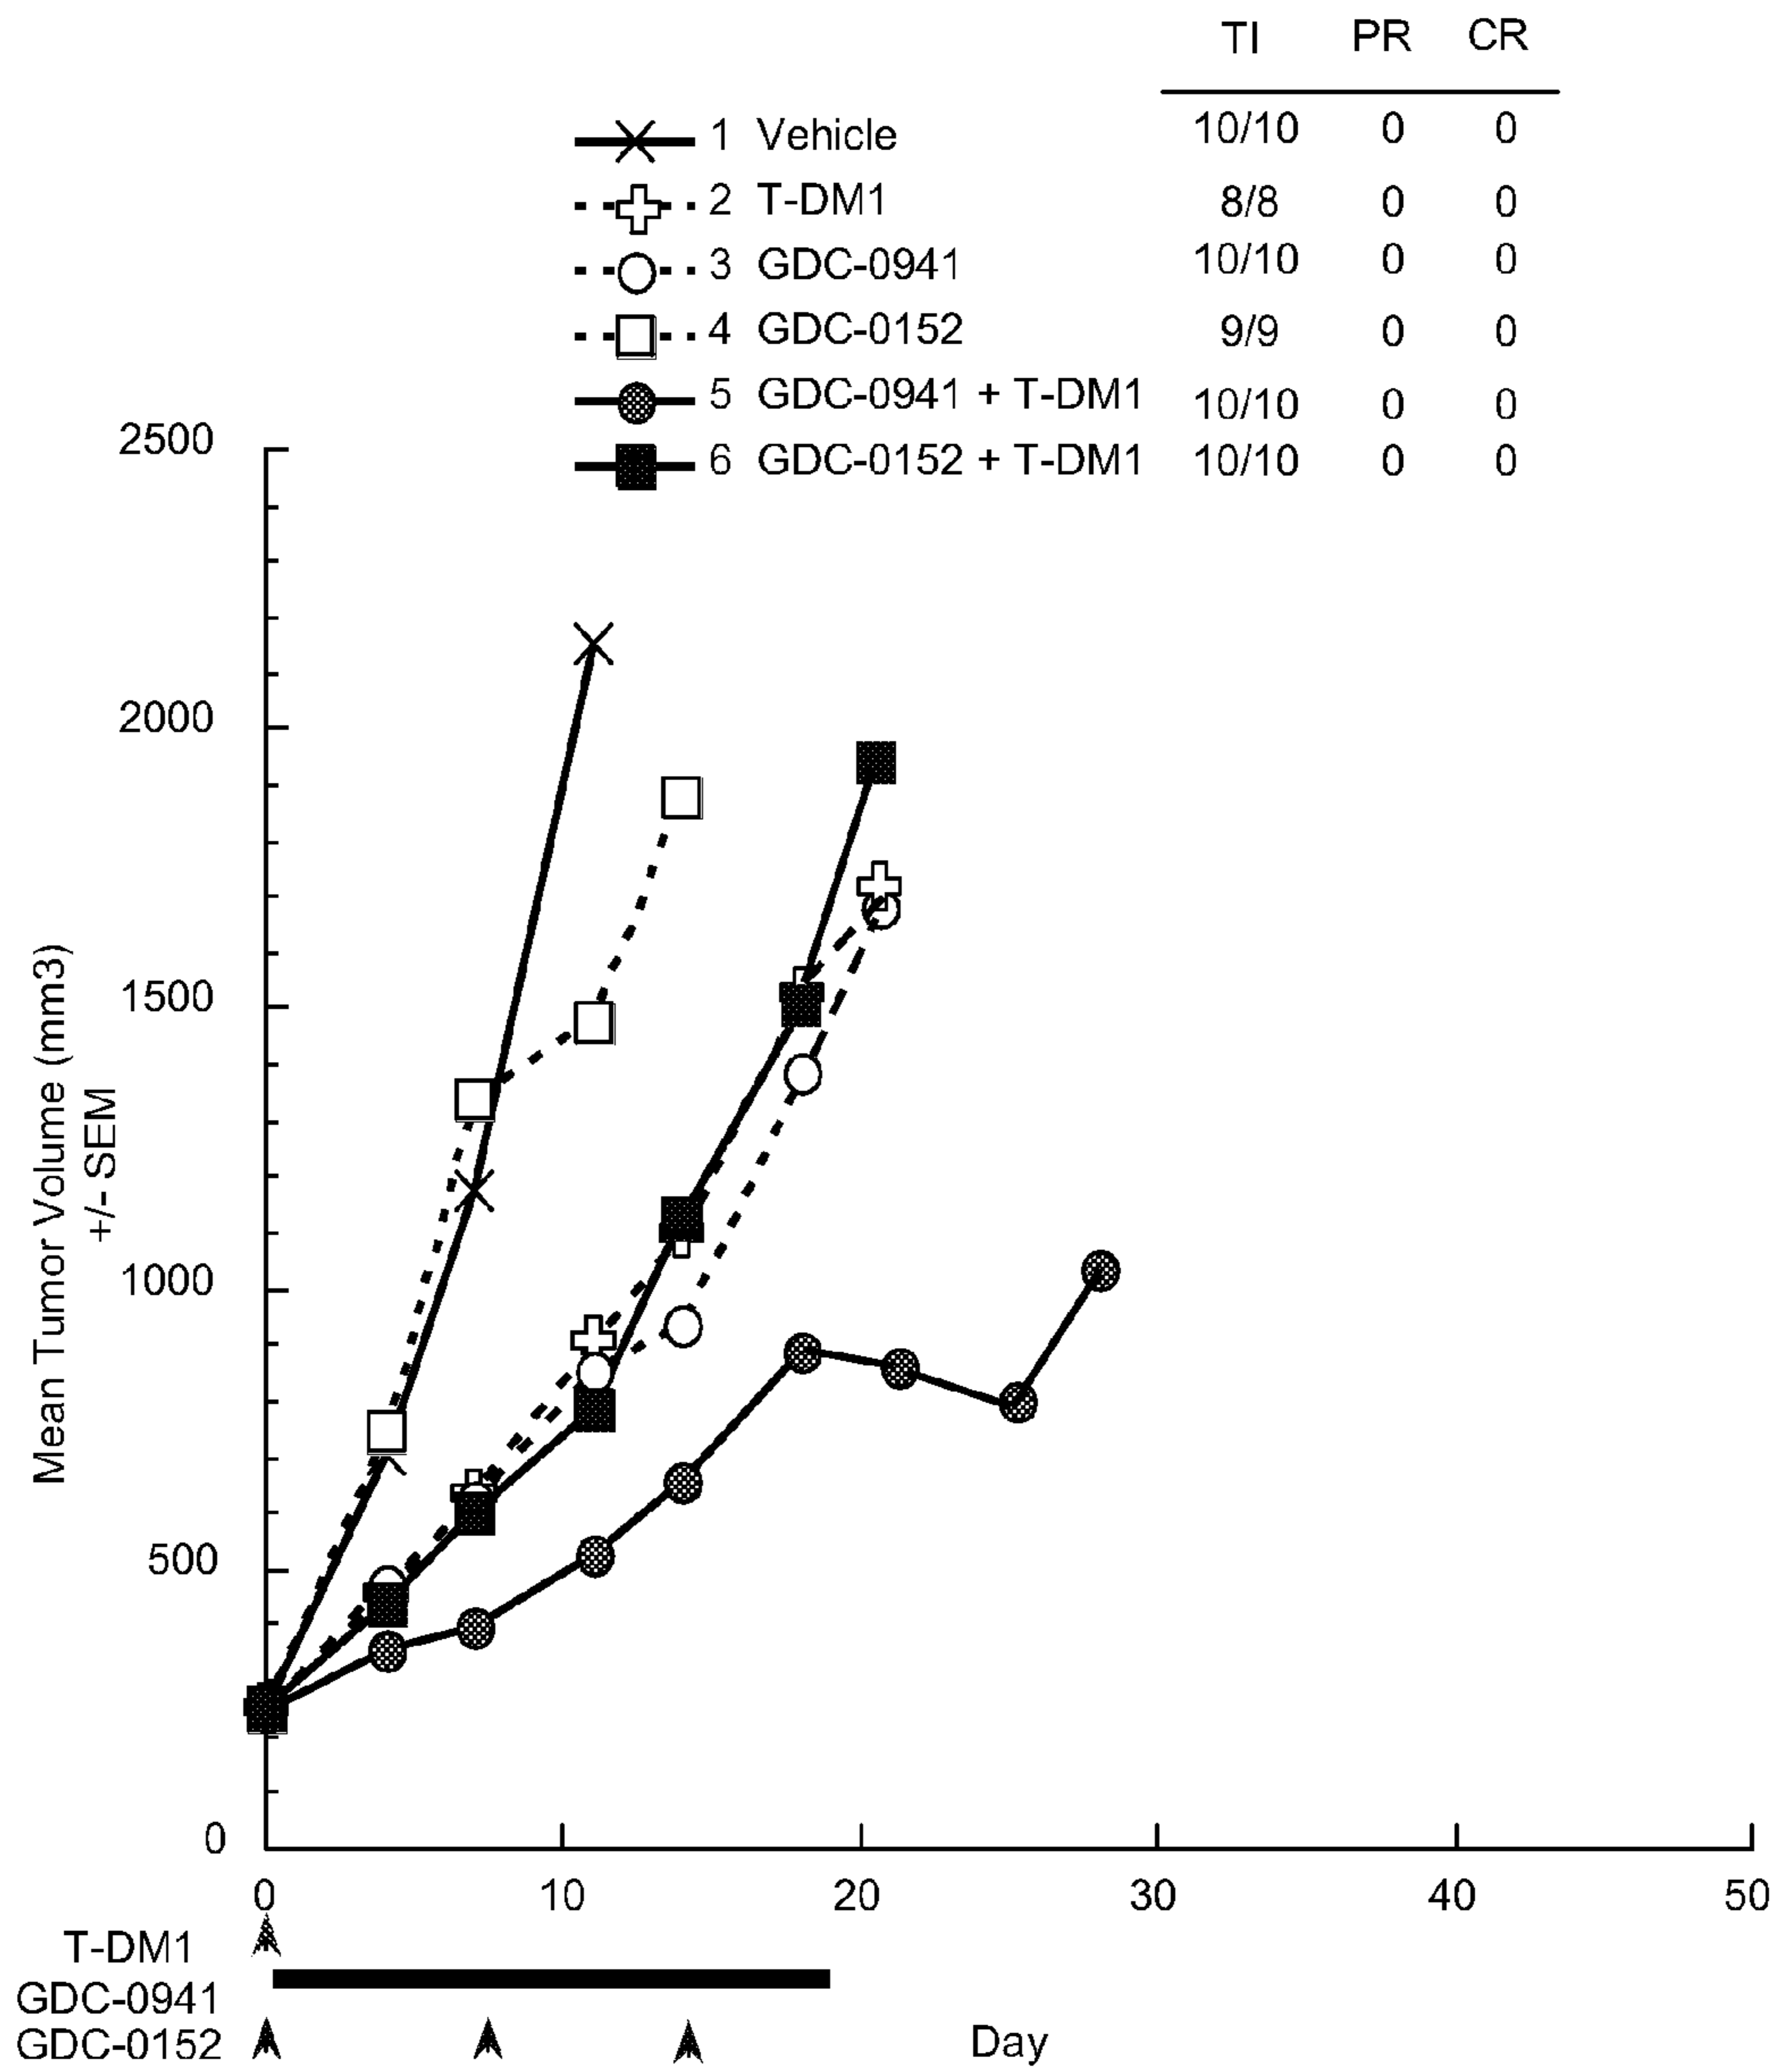 TI PR CR
1 Vehicle 10/10 0 0
2 T-DM1 8/8 0 0
3 GDC-0941 10/10 0 0
4 GDC-0152 9/9 0 0
5 GDC-0941 + T-DM1 10/10 0 0
6 GDC-0152 + T-DM1 10/10 0 0
2500
2000
1500
1000
500
0
Mean Tumor Volume (mm3)
+/- SEM
0 10 20 30 40 50
T-DM1
GDC-0941
GDC-0152
Day